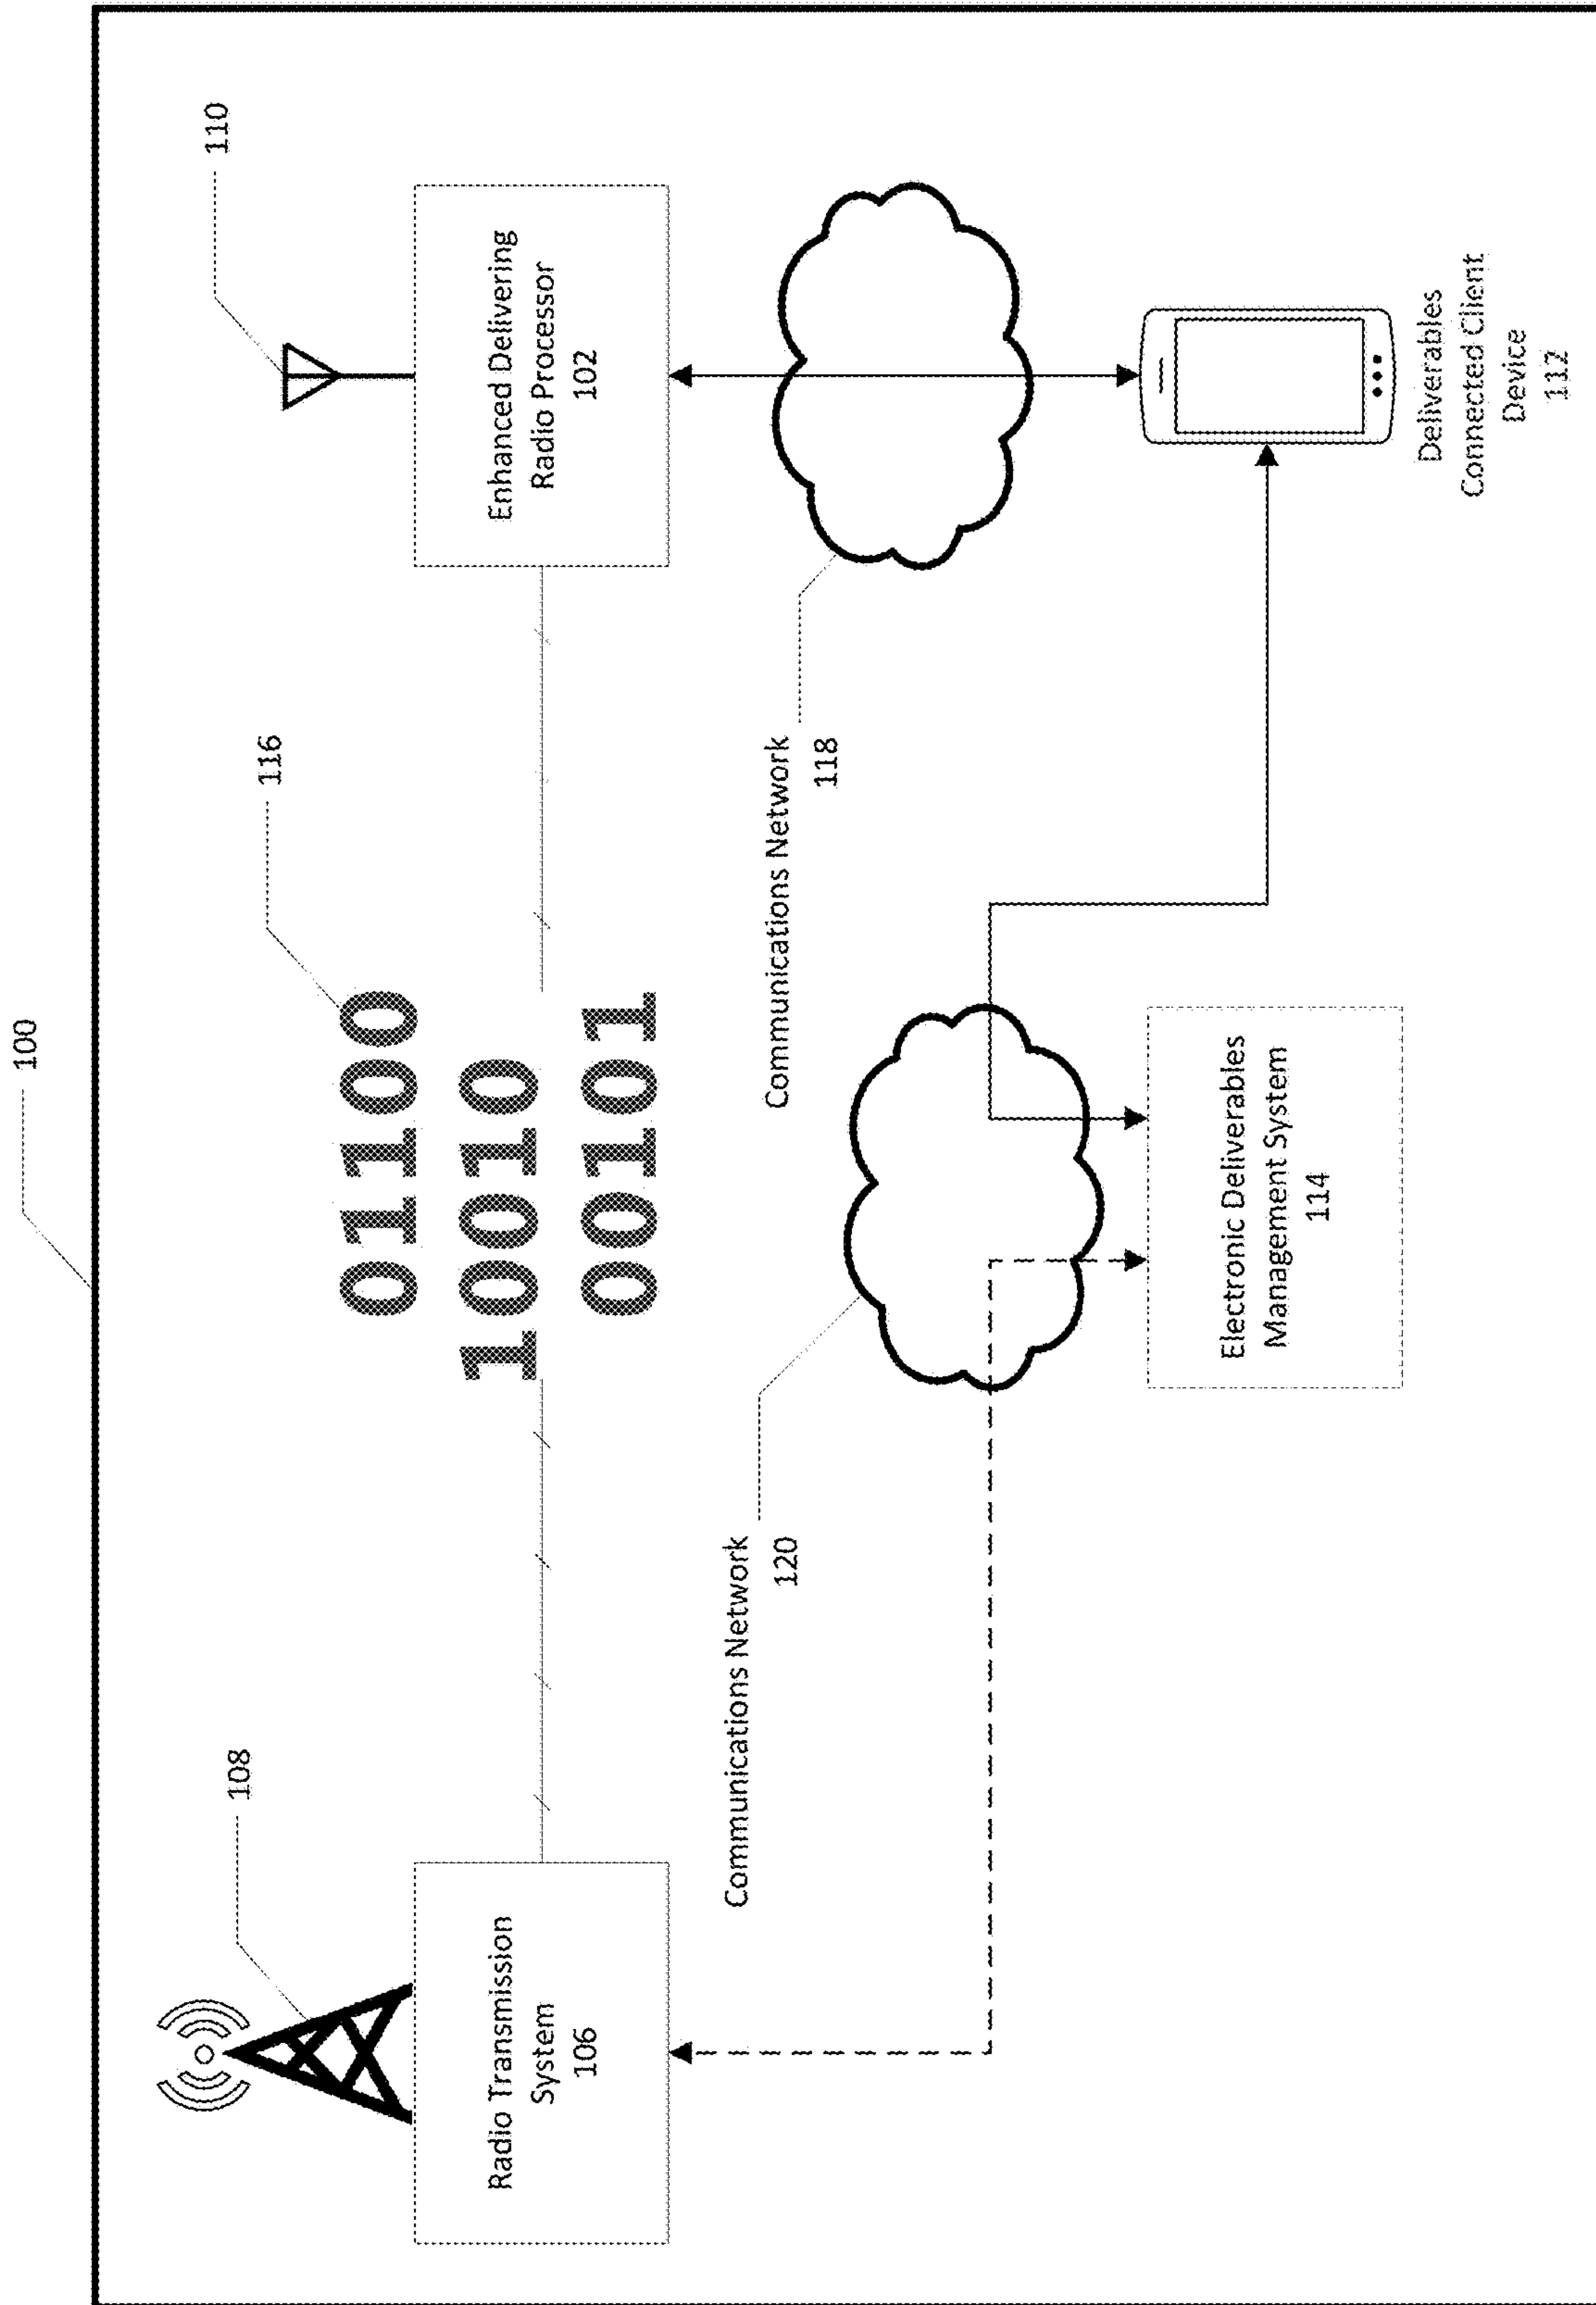 100
108
116
110
01100
10010
00101
Radio Transmission
System
106
Enhanced Delivering
Radio Processor
102
Communications Network
120
Communications Network
118
Electronic Deliverables
Management System
114
Deliverables
Connected Client
Device
112